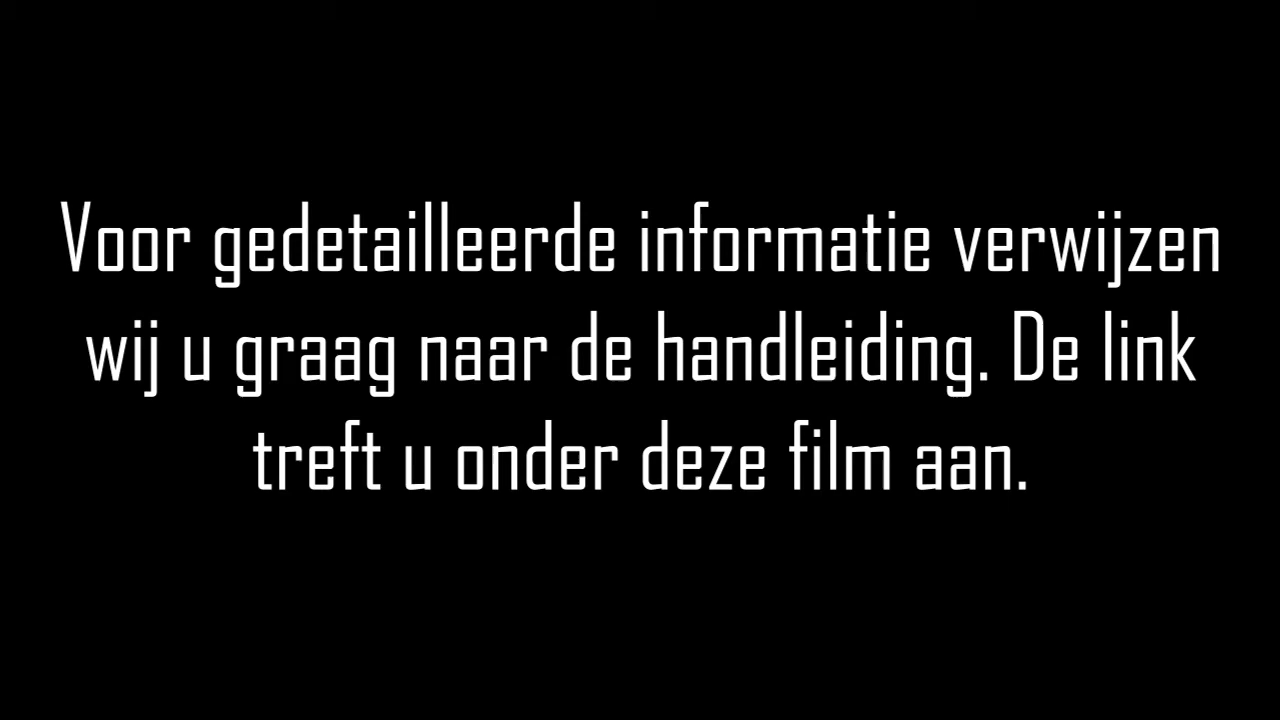 Voor gedetailleerde informatie verwijzen
wij u graag naar de handleiding. De link
treft u onder deze film aan.